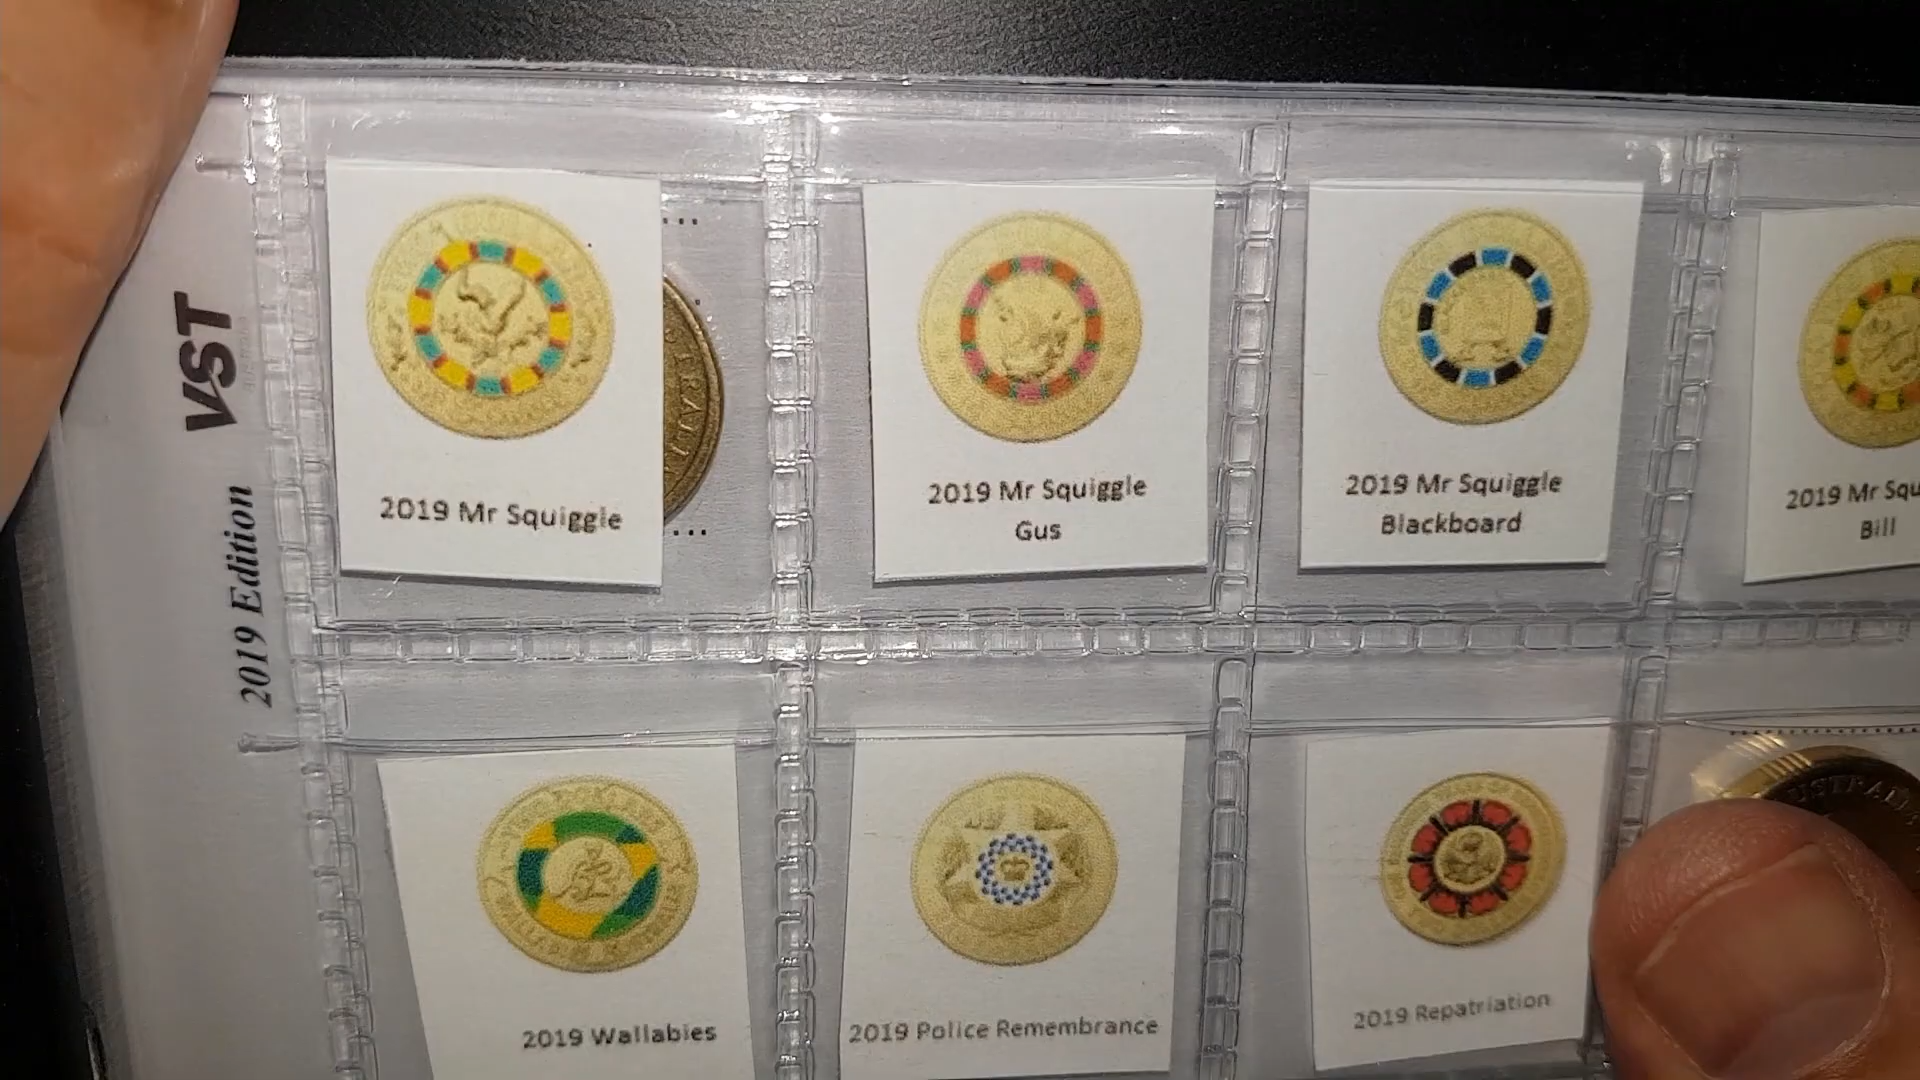 VST
2019 Edition
2019 Mr Squiggle
2019 Mr Squiggle
Gus
2019 Mr Squiggle
Blackboard
2019 Mr Squ
Bill
2019 Wallabies
2019 Police Remembrance
2019 Repatriation